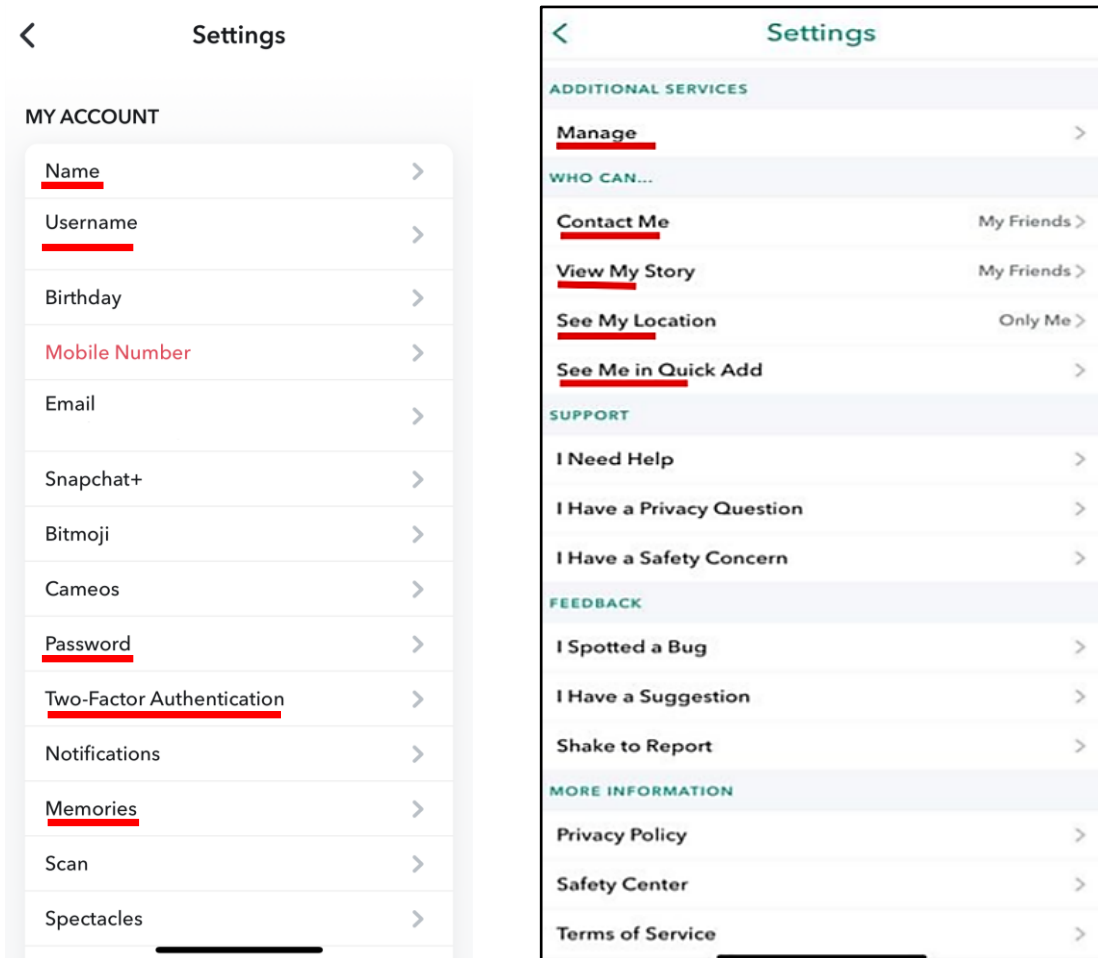 Settings
MY ACCOUNT
Name
Username
Birthday
Mobile Number
Email
Snapchat+
Bitmoji
Cameos
Password
Two-Factor Authentication
Notifications
Memories
Scan
Spectacles
Settings
ADDITIONAL SERVICES
Manage
WHO CAN...
Contact Me My Friends
View My Story My Friends
See My Location Only Me
See Me in Quick Add
SUPPORT
I Need Help
I Have a Privacy Question
I Have a Safety Concern
FEEDBACK
I Spotted a Bug
I Have a Suggestion
Shake to Report
MORE INFORMATION
Privacy Policy
Safety Center
Terms of Service